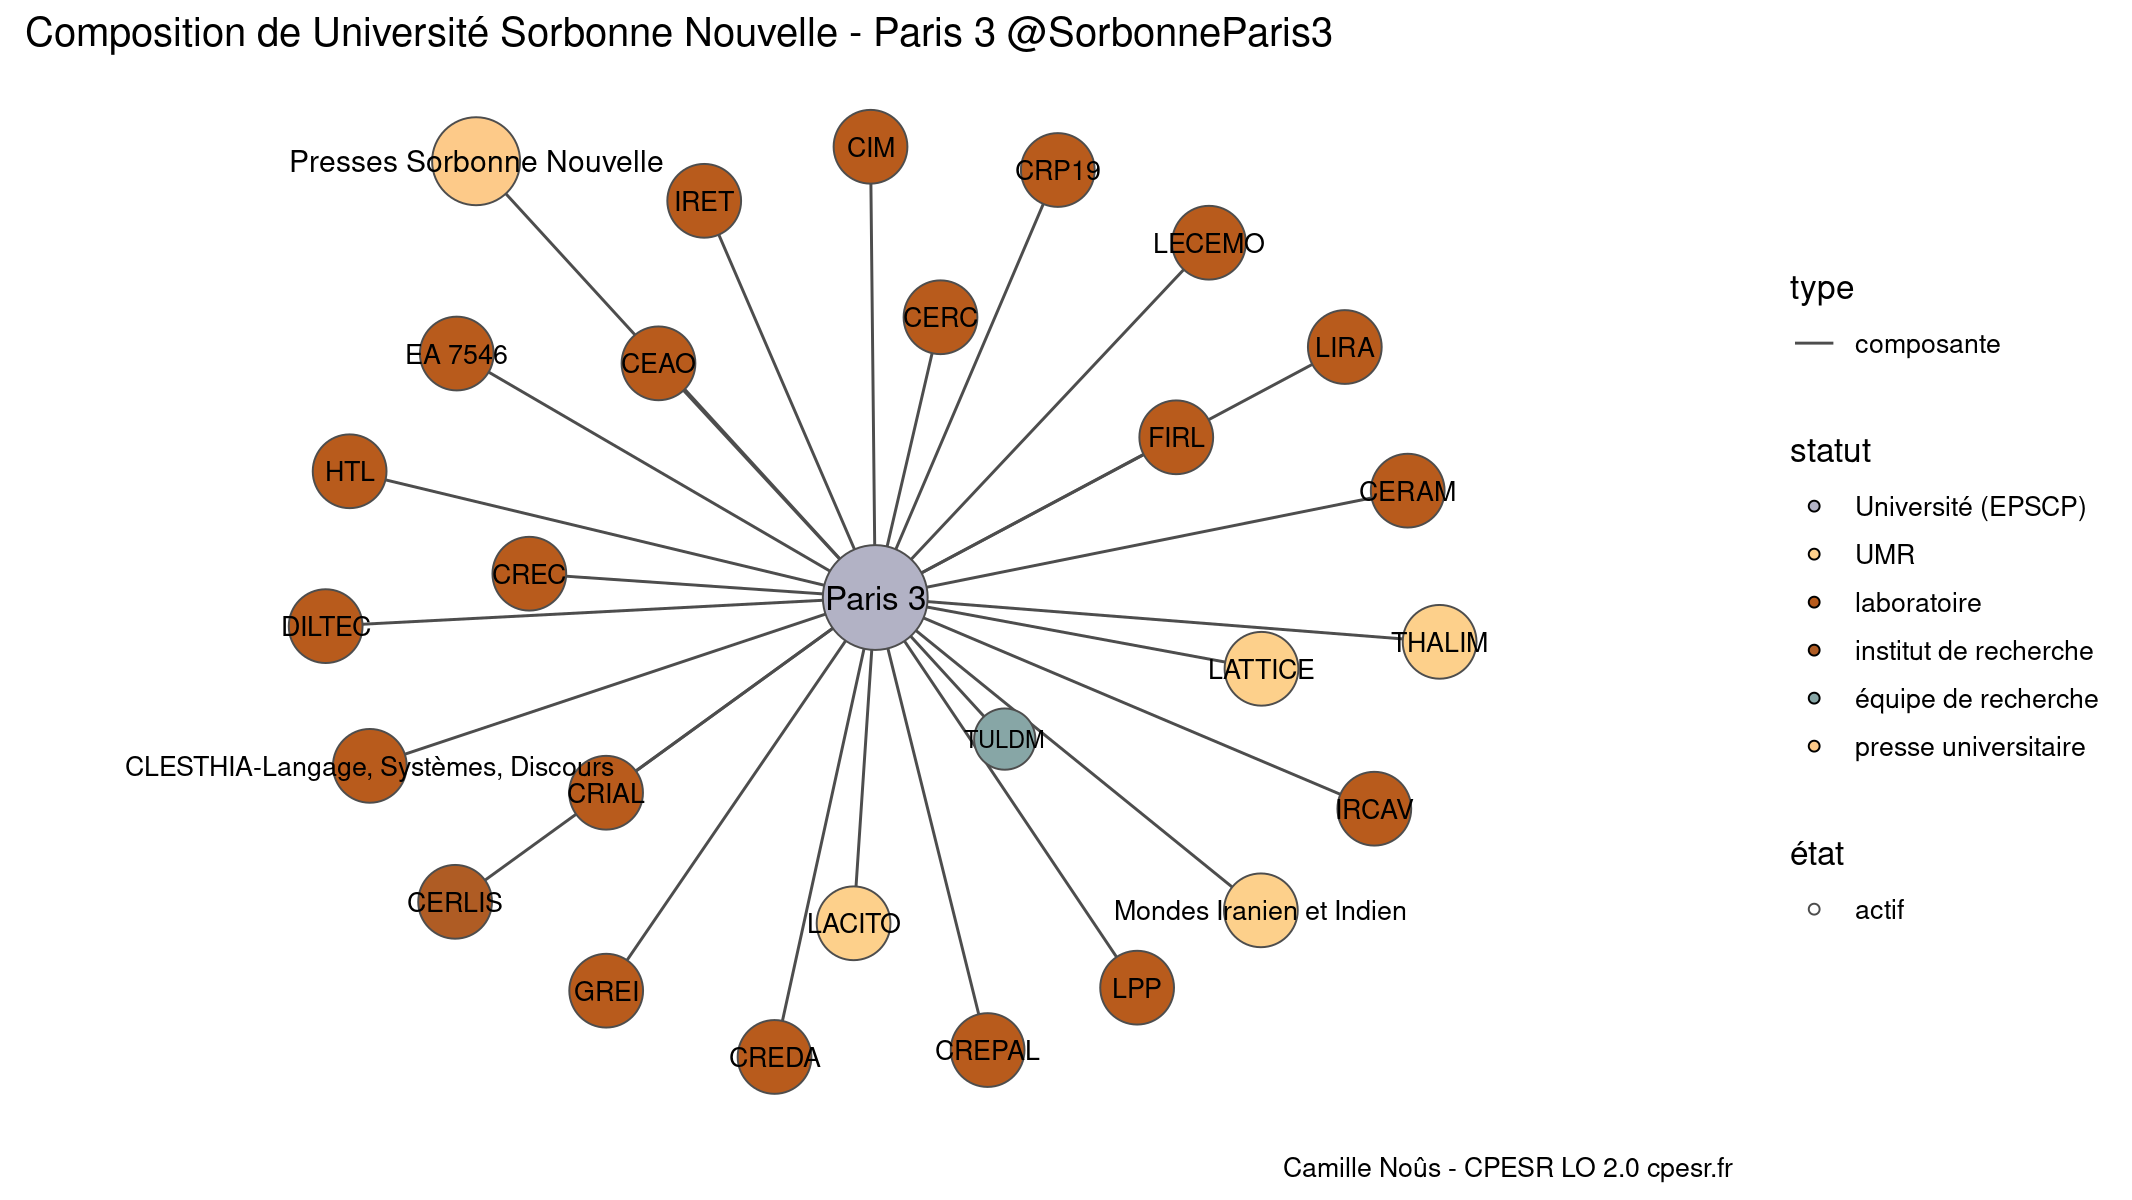 Composition de Université Sorbonne Nouvelle - Paris 3 @SorbonneParis3
Presses Sorbonne Nouvelle
CIM
CRP19
IRET
LECEMO
CERC
LIRA
EA 7546
CEAO
FIRL
HTL
CERAM
CREC
Paris 3
DILTEC
THALIM
LATTICE
TULDM
CLESTHIA-Langage, Systèmes, Discours
CRIAL
IRCAV
CERLIS
LACITO
Mondes Iranien et Indien
GREI
LPP
CREDA
CREPAL
type
composante
statut
Université (EPSCP)
UMR
laboratoire
institut de recherche
équipe de recherche
presse universitaire
état
actif
Camille Noûs - CPESR LO 2.0 cpesr.fr